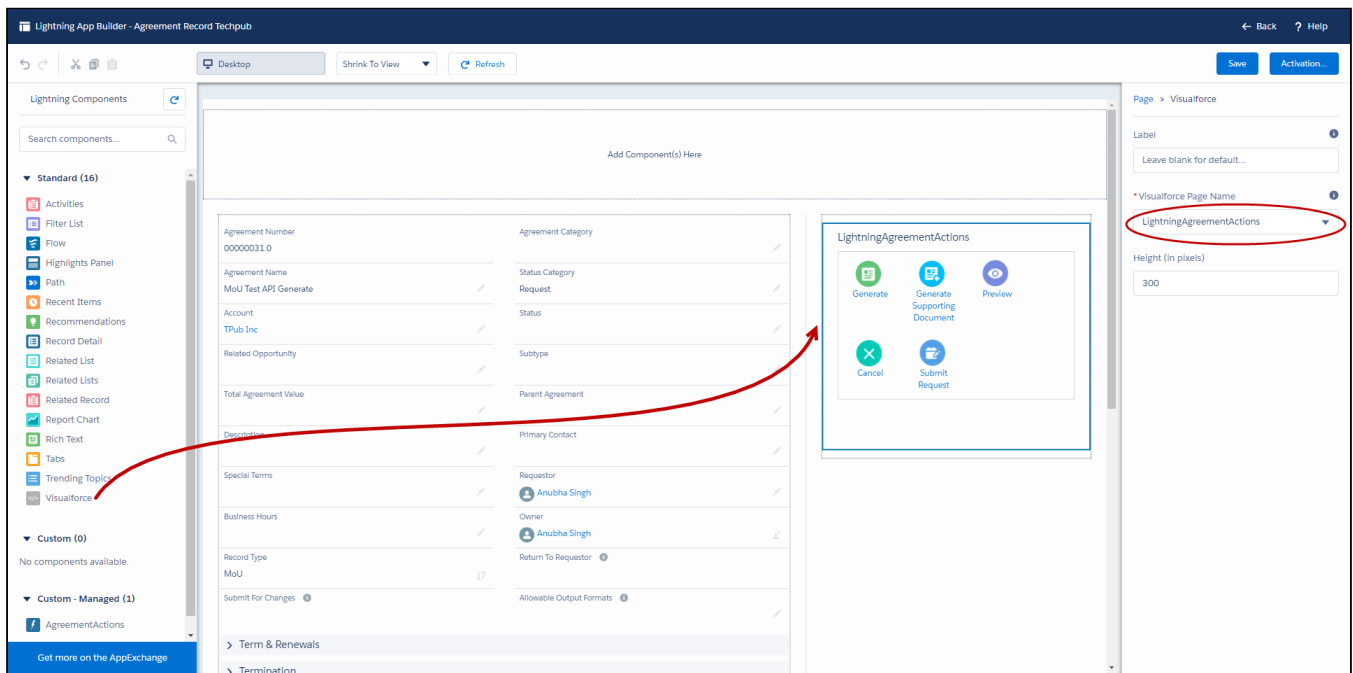 Lightning App Builder - Agreement Record Techpub
Back
? Help
Desktop
Shrink To View
Refresh
Save
Activation...
Lightning Components
Search components...
Standard (16)
Activities
Filter List
Flow
Highlights Panel
Path
Recent Items
Recommendations
Record Detail
Related List
Related Lists
Related Record
Report Chart
Rich Text
Tabs
Trending Topics
Visualforce
Custom (0)
No components available.
Custom - Managed (1)
AgreementActions
Get more on the AppExchange
Add Component(s) Here
Agreement Number
00000031.0
Agreement Category
Agreement Name
MoU Test API Generate
Status Category
Request
Account
TPub Inc
Status
Related Opportunity
Subtype
Total Agreement Value
Parent Agreement
Description
Primary Contact
Special Terms
Requestor
Anubha Singh
Business Hours
Owner
Anubha Singh
Record Type
MoU
Return To Requestor
Submit For Changes
Allowable Output Formats
Term & Renewals
Termination
LightningAgreementActions
Generate
Generate
Supporting
Document
Preview
Cancel
Submit
Request
Page > Visualforce
Label
Leave blank for default...
*Visualforce Page Name
LightningAgreementActions
Height (in pixels)
300